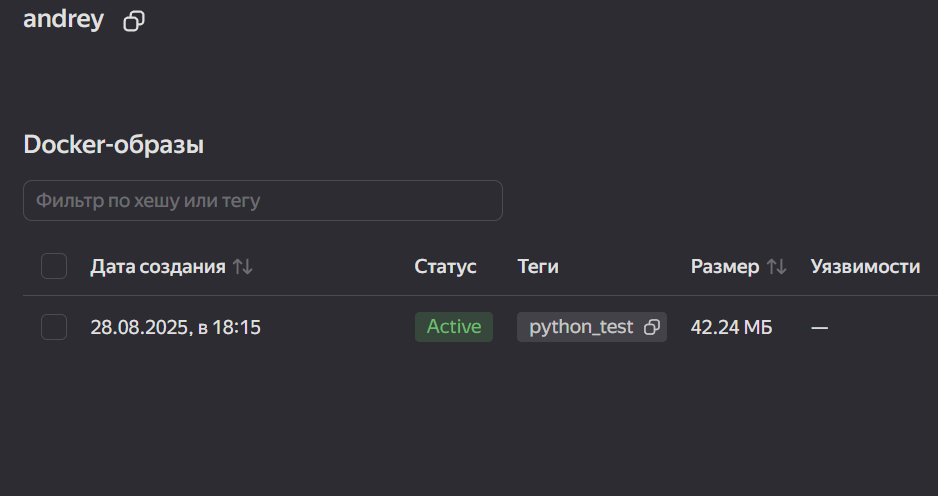 andrey
Docker-образы
Фильтр по хешу или тегу
Дата создания Статус Теги Размер Уязвимости
28.08.2025, в 18:15 Active python_test 42.24 МБ —